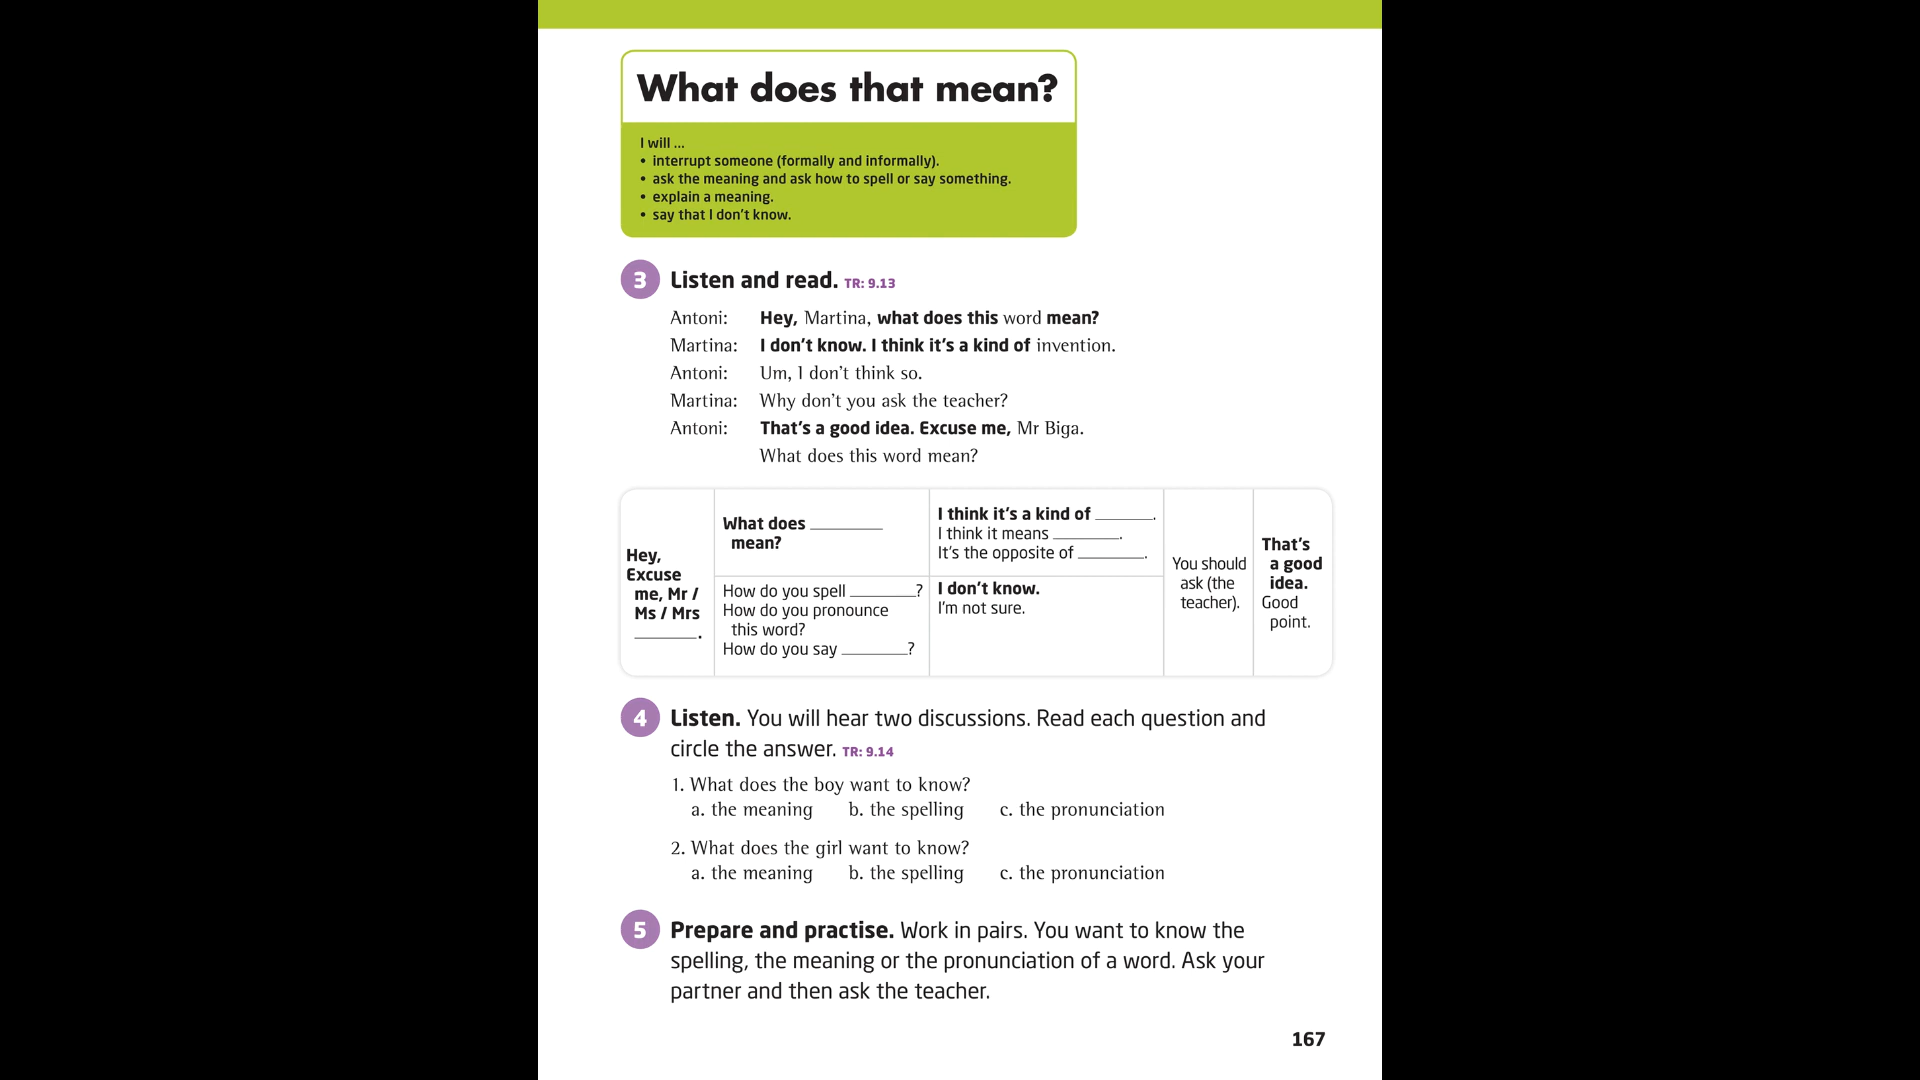 What does that mean?
I will ...
• interrupt someone (formally and informally).
• ask the meaning and ask how to spell or say something.
• explain a meaning.
• say that I don't know.
3 Listen and read. TR: 9.13
Antoni: Hey, Martina, what does this word mean?
Martina: I don't know. I think it's a kind of invention.
Antoni: Um, I don't think so.
Martina: Why don't you ask the teacher?
Antoni: That's a good idea. Excuse me, Mr Biga.
What does this word mean?
Hey,
Excuse
me, Mr /
Ms / Mrs
________.
What does ________
mean?
How do you spell ________?
How do you pronounce
this word?
How do you say ________?
I think it's a kind of ________.
I think it means ________.
It's the opposite of ________.
I don't know.
I'm not sure.
You should
ask (the
teacher).
That's
a good
idea.
Good
point.
4 Listen. You will hear two discussions. Read each question and
circle the answer. TR: 9.14
1. What does the boy want to know?
a. the meaning b. the spelling c. the pronunciation
2. What does the girl want to know?
a. the meaning b. the spelling c. the pronunciation
5 Prepare and practise. Work in pairs. You want to know the
spelling, the meaning or the pronunciation of a word. Ask your
partner and then ask the teacher.
167